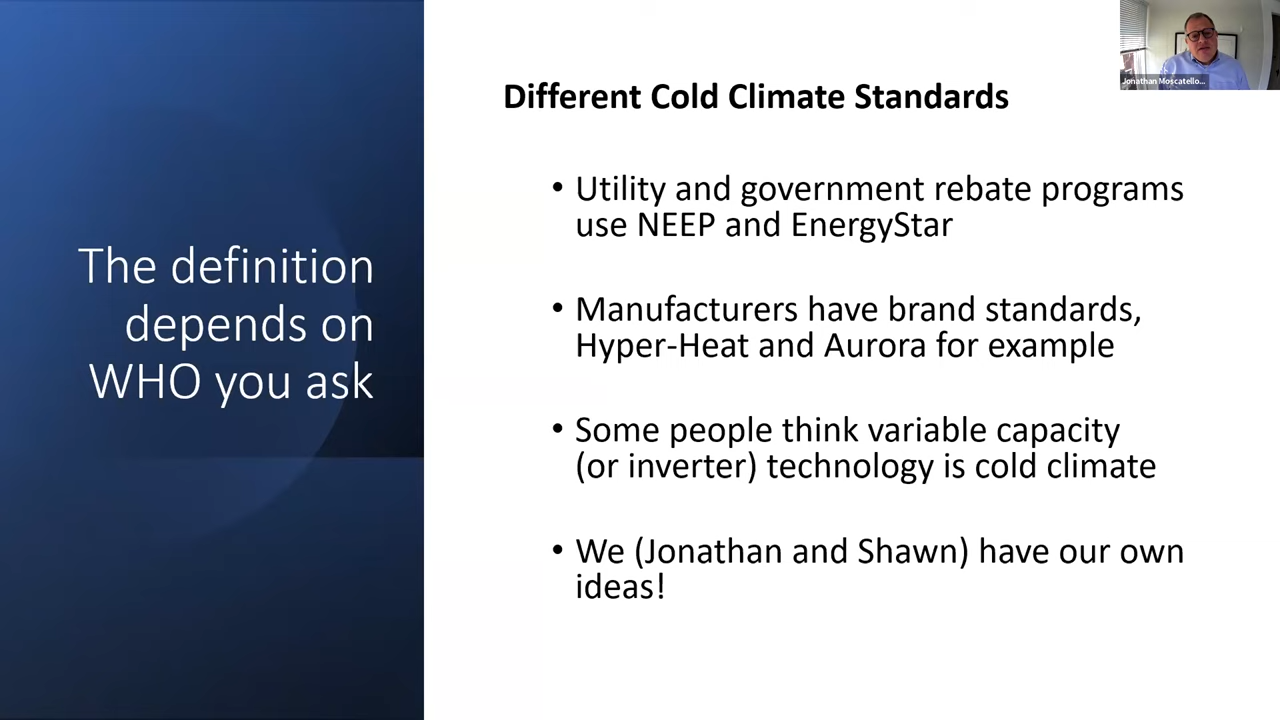 The definition
depends on
WHO you ask
Different Cold Climate Standards
• Utility and government rebate programs
use NEEP and EnergyStar
• Manufacturers have brand standards,
Hyper-Heat and Aurora for example
• Some people think variable capacity
(or inverter) technology is cold climate
• We (Jonathan and Shawn) have our own
ideas!
Jonathan Moscatello...